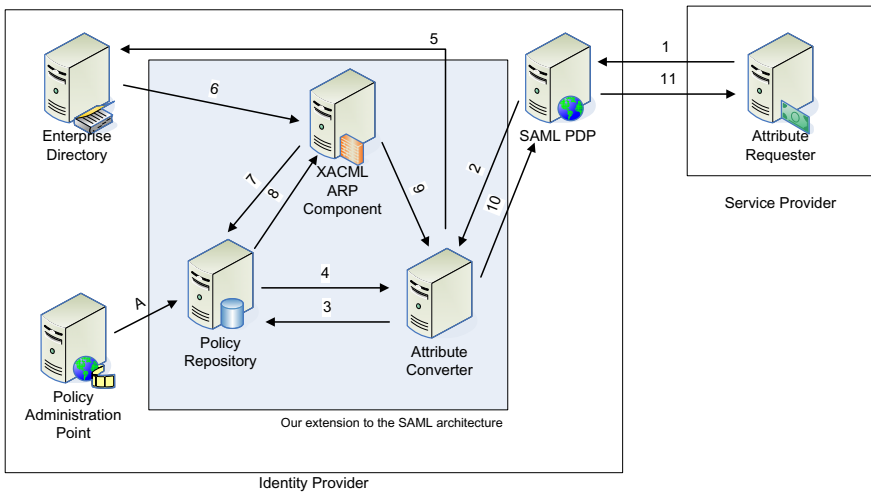 5
1
11
6
Enterprise
Directory
SAML PDP
Attribute
Requester
XACML
ARP
Component
7
8
9
2
10
Service Provider
A
4
3
Policy
Repository
Attribute
Converter
Policy
Administration
Point
Our extension to the SAML architecture
Identity Provider